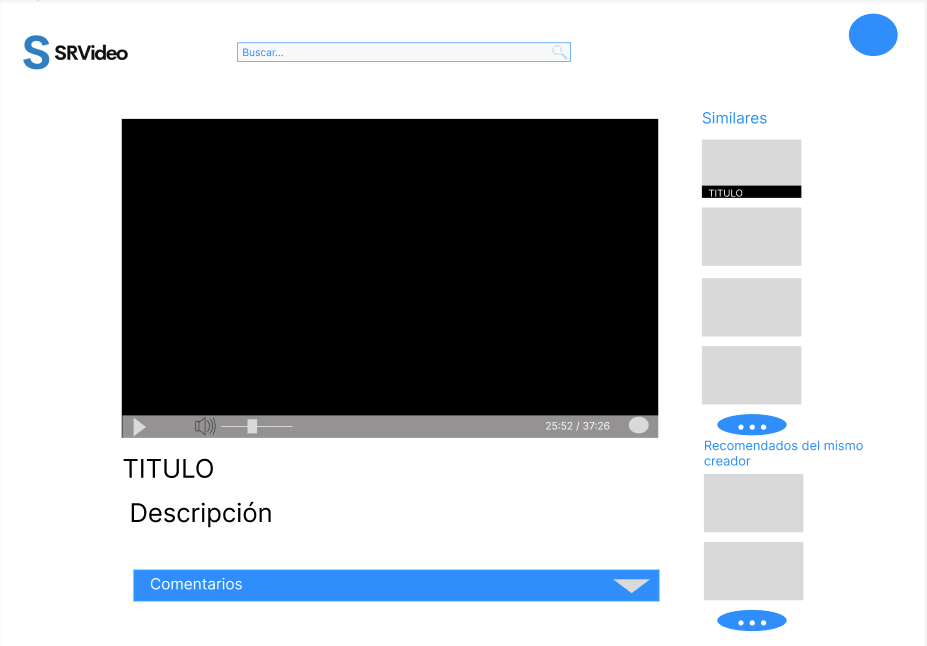 S SRVideo
Buscar...
Similares
TITULO
25:52 / 37:26
TITULO
Descripción
Comentarios
Recomendados del mismo
creador